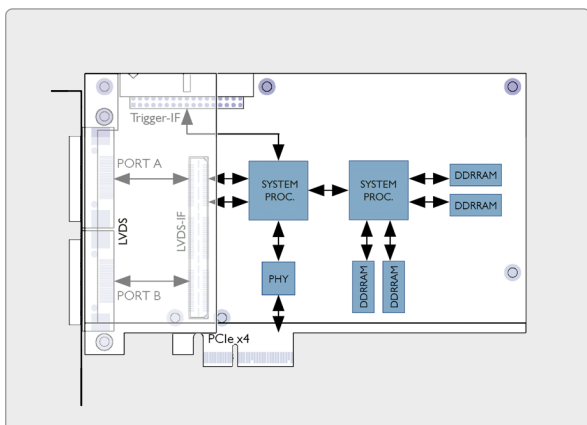 Trigger-IF
PORT A
LVDS
LVDS-IF
PORT B
SYSTEM
PROC.
SYSTEM
PROC.
DDRRAM
DDRRAM
PHY
DDRRAM
DDRRAM
PCIe x4